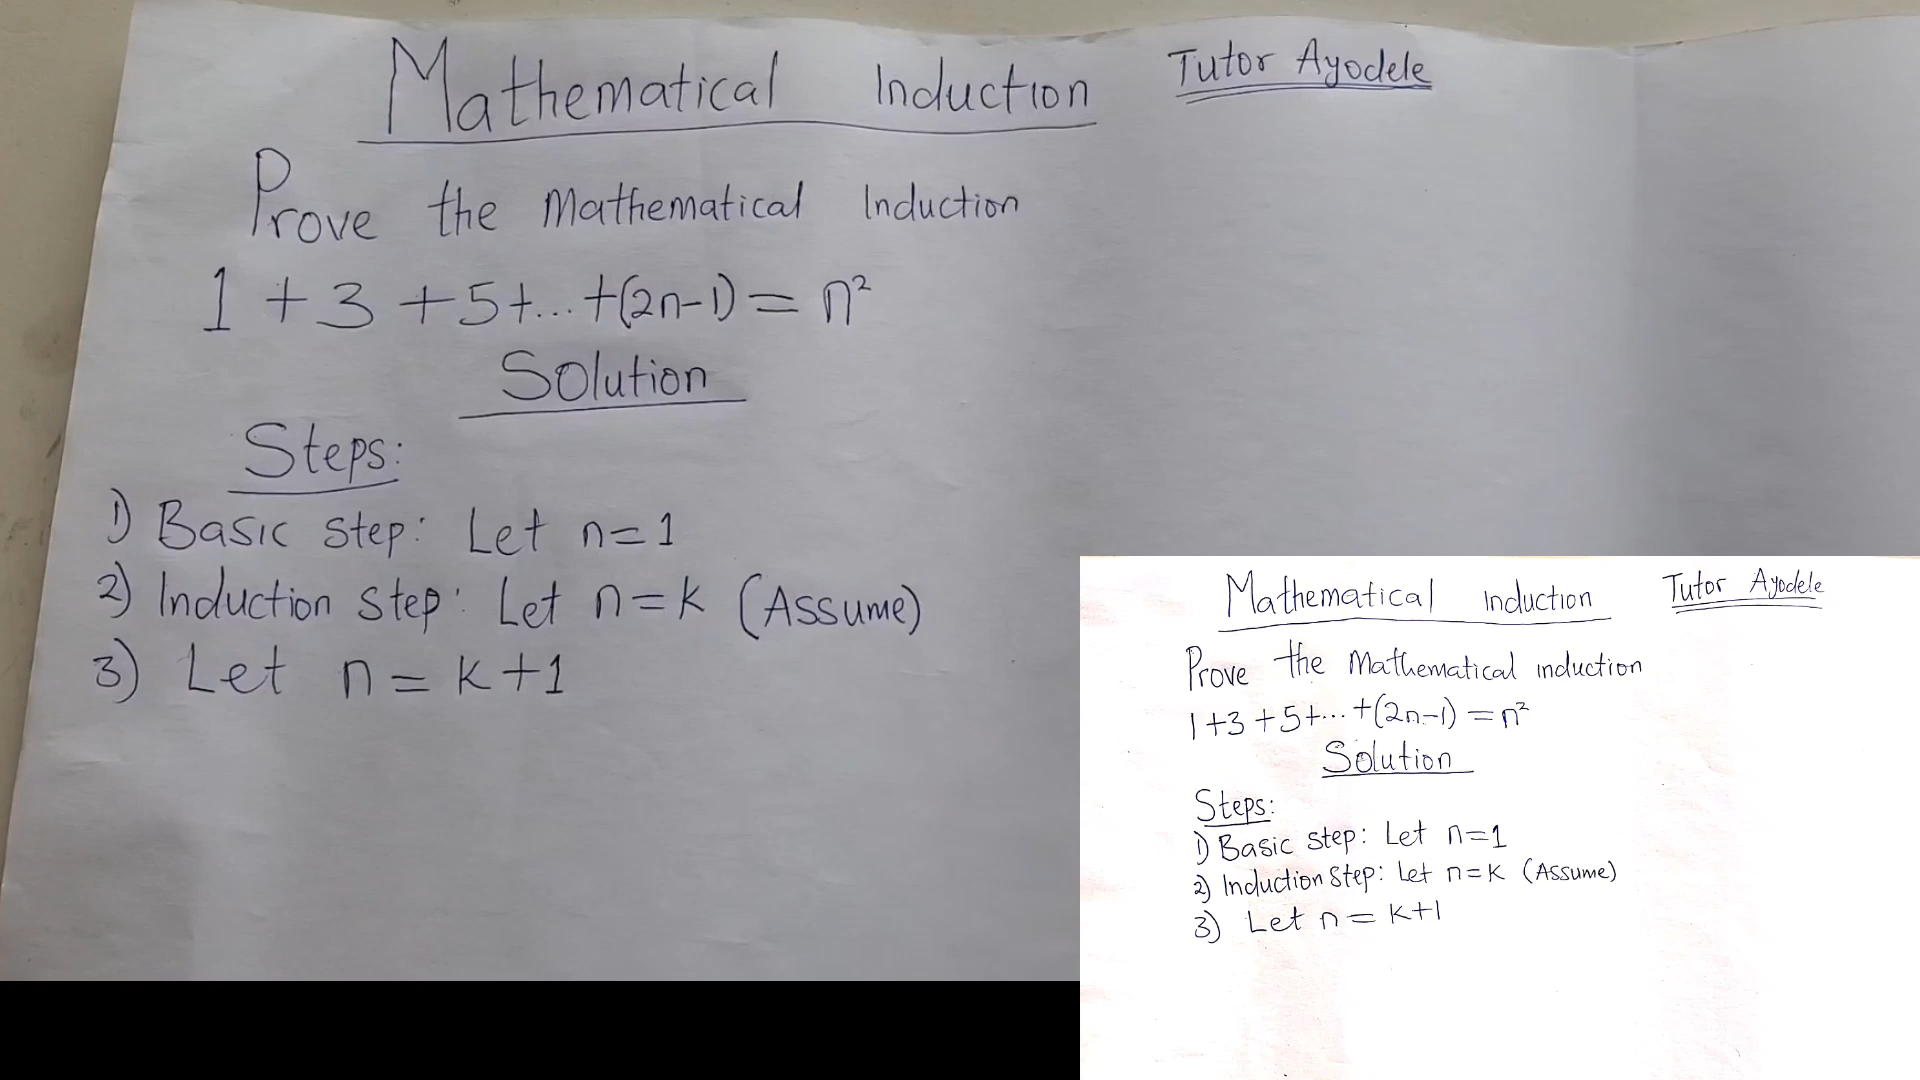 Mathematical Induction
Tutor Ayodele
Prove the Mathematical Induction
1 + 3 + 5 + ... + (2n-1) = n²
Solution
Steps:
1) Basic step: Let n=1
2) Induction step: Let n=k (Assume)
3) Let n=k+1
Mathematical induction
Tutor Ayodele
Prove the Mathematical induction
1+3+5+...+(2n-1)=n²
Solution
Steps:
1) Basic step: Let n=1
2) Induction step: Let n=k (Assume)
3) Let n=k+1